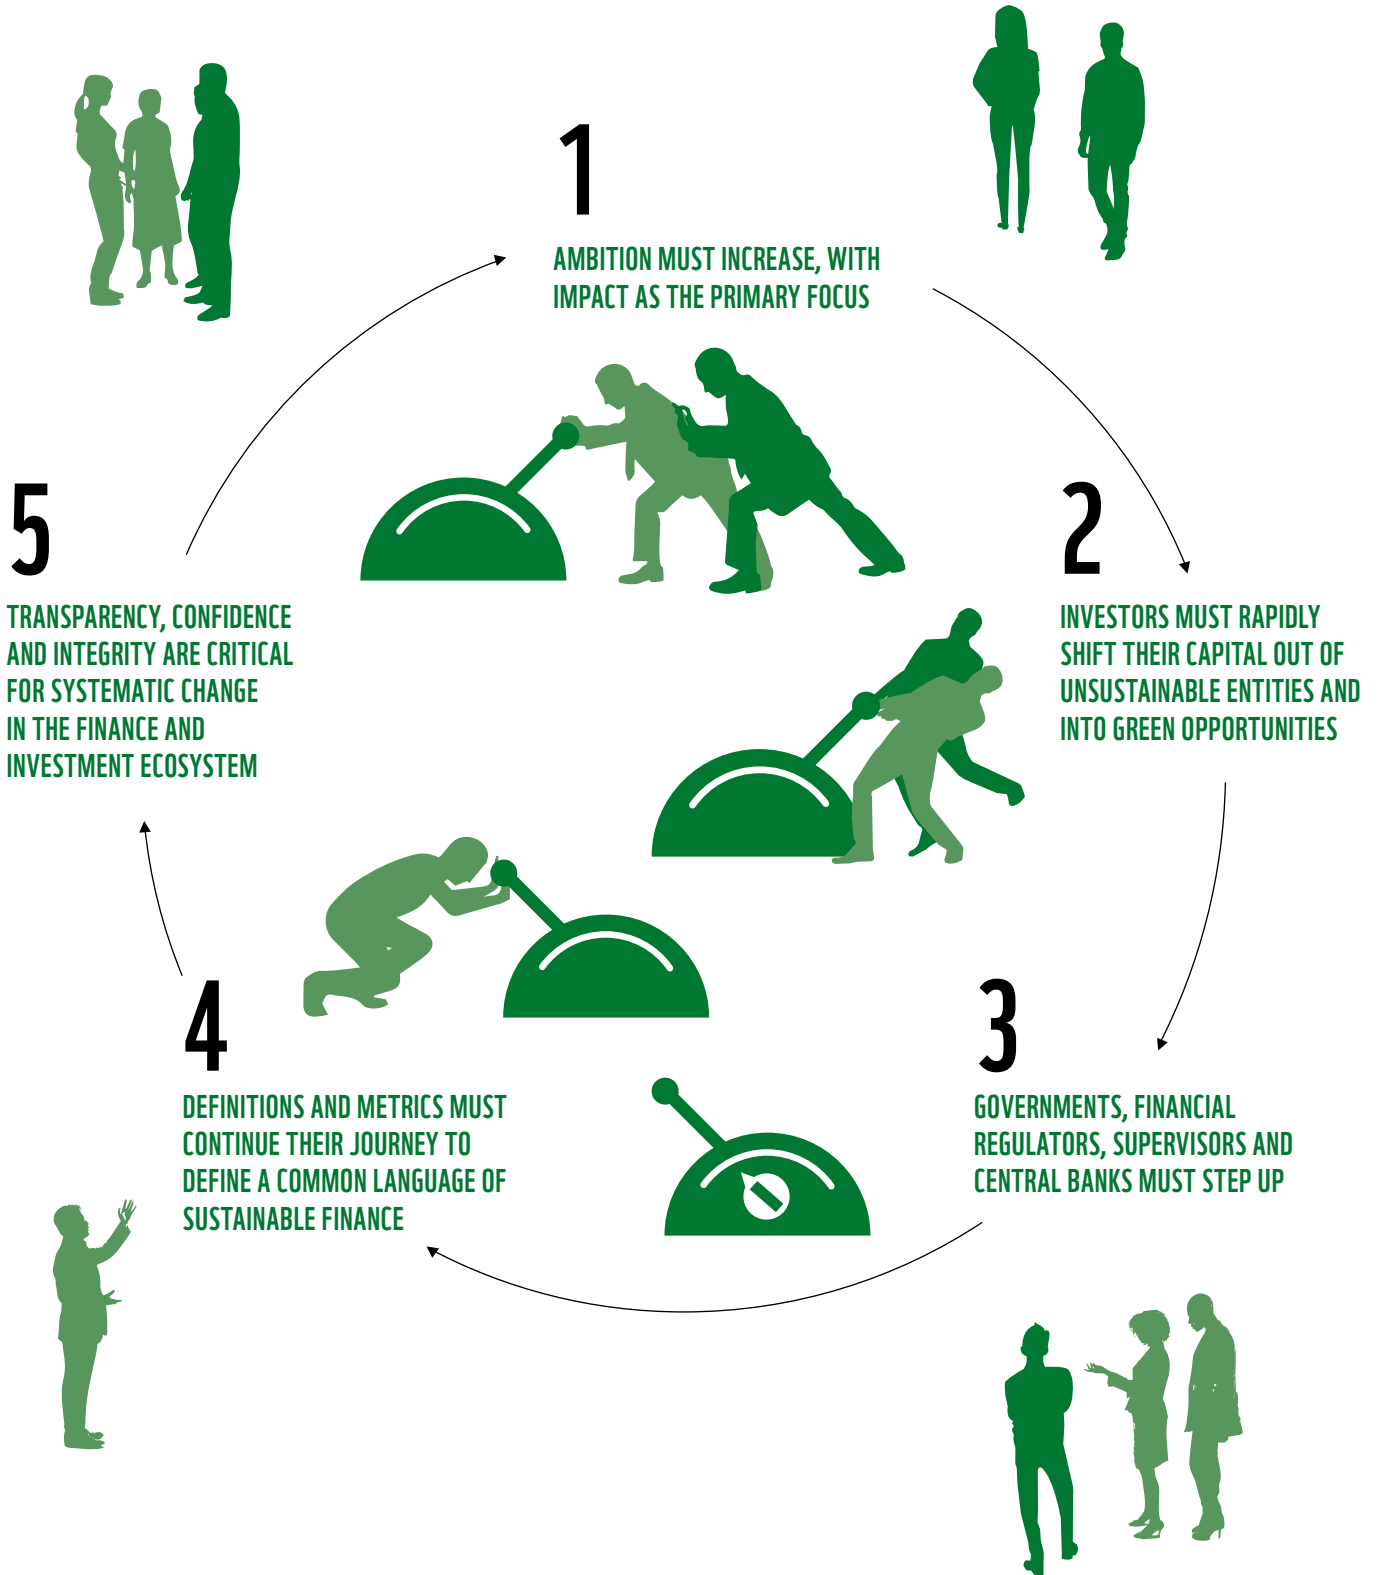 1
AMBITION MUST INCREASE, WITH
IMPACT AS THE PRIMARY FOCUS
2
INVESTORS MUST RAPIDLY
SHIFT THEIR CAPITAL OUT OF
UNSUSTAINABLE ENTITIES AND
INTO GREEN OPPORTUNITIES
3
GOVERNMENTS, FINANCIAL
REGULATORS, SUPERVISORS AND
CENTRAL BANKS MUST STEP UP
4
DEFINITIONS AND METRICS MUST
CONTINUE THEIR JOURNEY TO
DEFINE A COMMON LANGUAGE OF
SUSTAINABLE FINANCE
5
TRANSPARENCY, CONFIDENCE
AND INTEGRITY ARE CRITICAL
FOR SYSTEMATIC CHANGE
IN THE FINANCE AND
INVESTMENT ECOSYSTEM